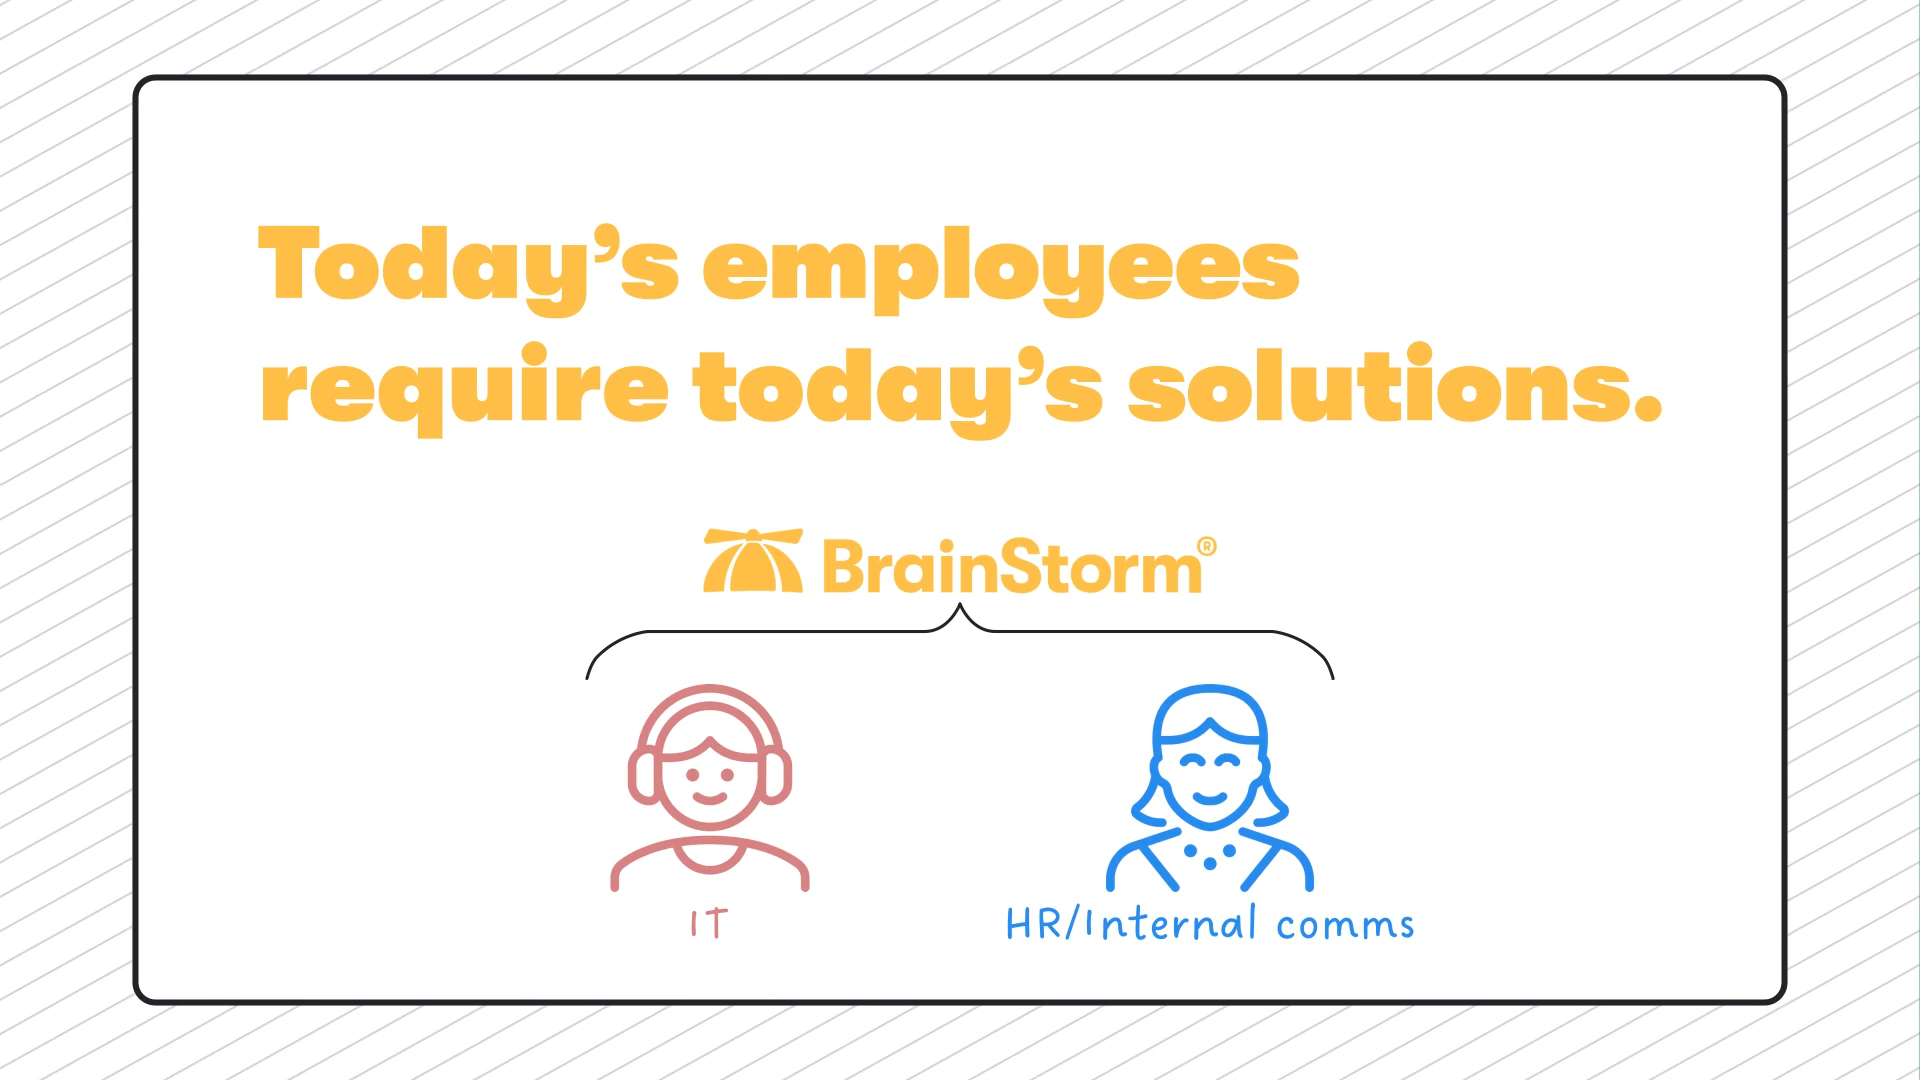 Today’s employees
require today’s solutions.
BrainStorm®
IT
HR/Internal comms